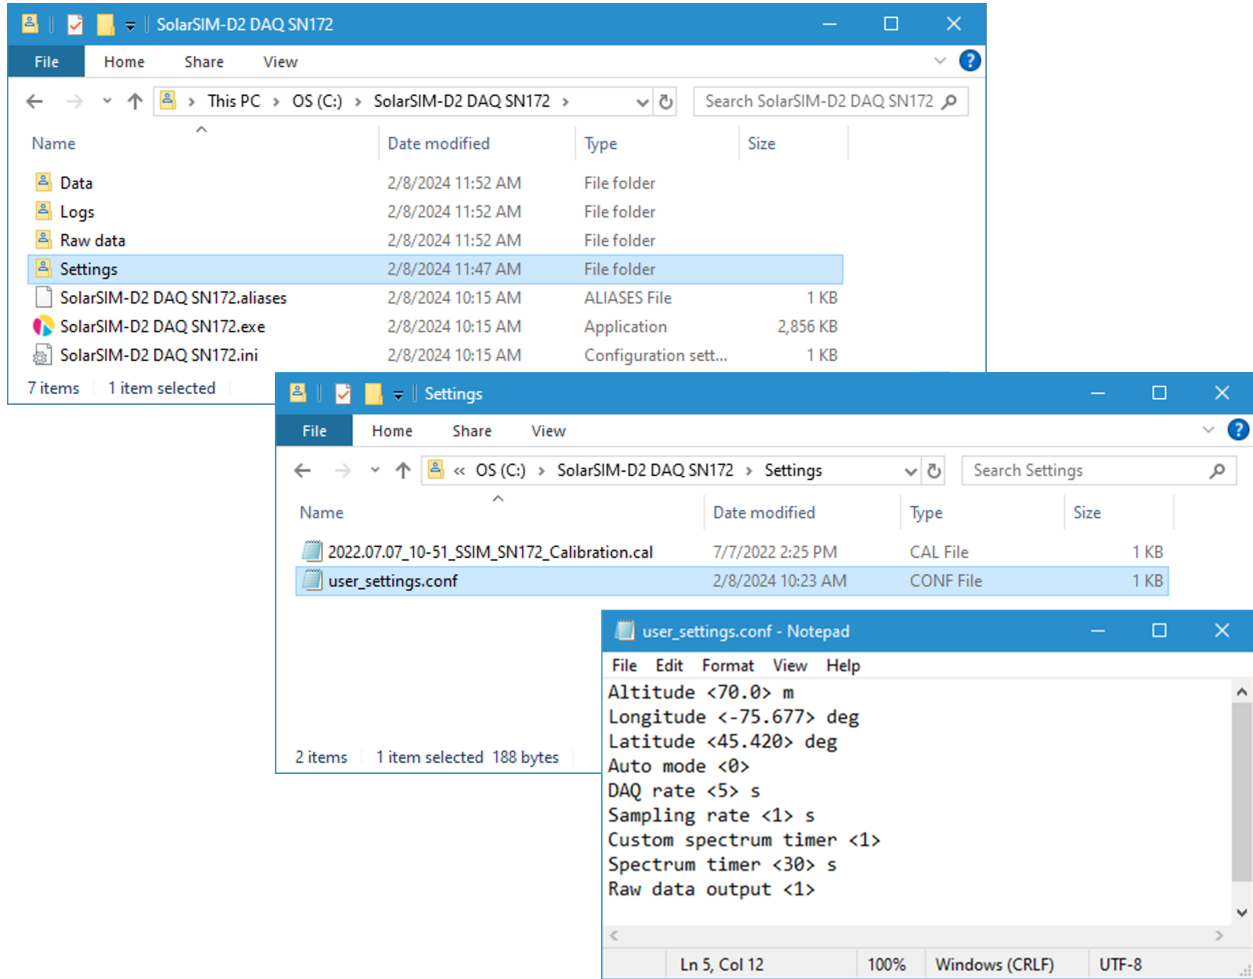 SolarSIM-D2 DAQ SN172
File Home Share View
This PC > OS (C:) > SolarSIM-D2 DAQ SN172 >
Search SolarSIM-D2 DAQ SN172
Name Date modified Type Size
Data 2/8/2024 11:52 AM File folder
Logs 2/8/2024 11:52 AM File folder
Raw data 2/8/2024 11:52 AM File folder
Settings 2/8/2024 11:47 AM File folder
SolarSIM-D2 DAQ SN172.aliases 2/8/2024 10:15 AM ALIASES File 1 KB
SolarSIM-D2 DAQ SN172.exe 2/8/2024 10:15 AM Application 2,856 KB
SolarSIM-D2 DAQ SN172.ini 2/8/2024 10:15 AM Configuration sett... 1 KB
7 items 1 item selected
Settings
File Home Share View
« OS (C:) > SolarSIM-D2 DAQ SN172 > Settings
Search Settings
Name Date modified Type Size
2022.07.07_10-51_SSIM_SN172_Calibration.cal 7/7/2022 2:25 PM CAL File 1 KB
user_settings.conf 2/8/2024 10:23 AM CONF File 1 KB
2 items 1 item selected 188 bytes
user_settings.conf - Notepad
File Edit Format View Help
Altitude <70.0> m
Longitude <-75.677> deg
Latitude <45.420> deg
Auto mode <0>
DAQ rate <5> s
Sampling rate <1> s
Custom spectrum timer <1>
Spectrum timer <30> s
Raw data output <1>
Ln 5, Col 12 100% Windows (CRLF) UTF-8